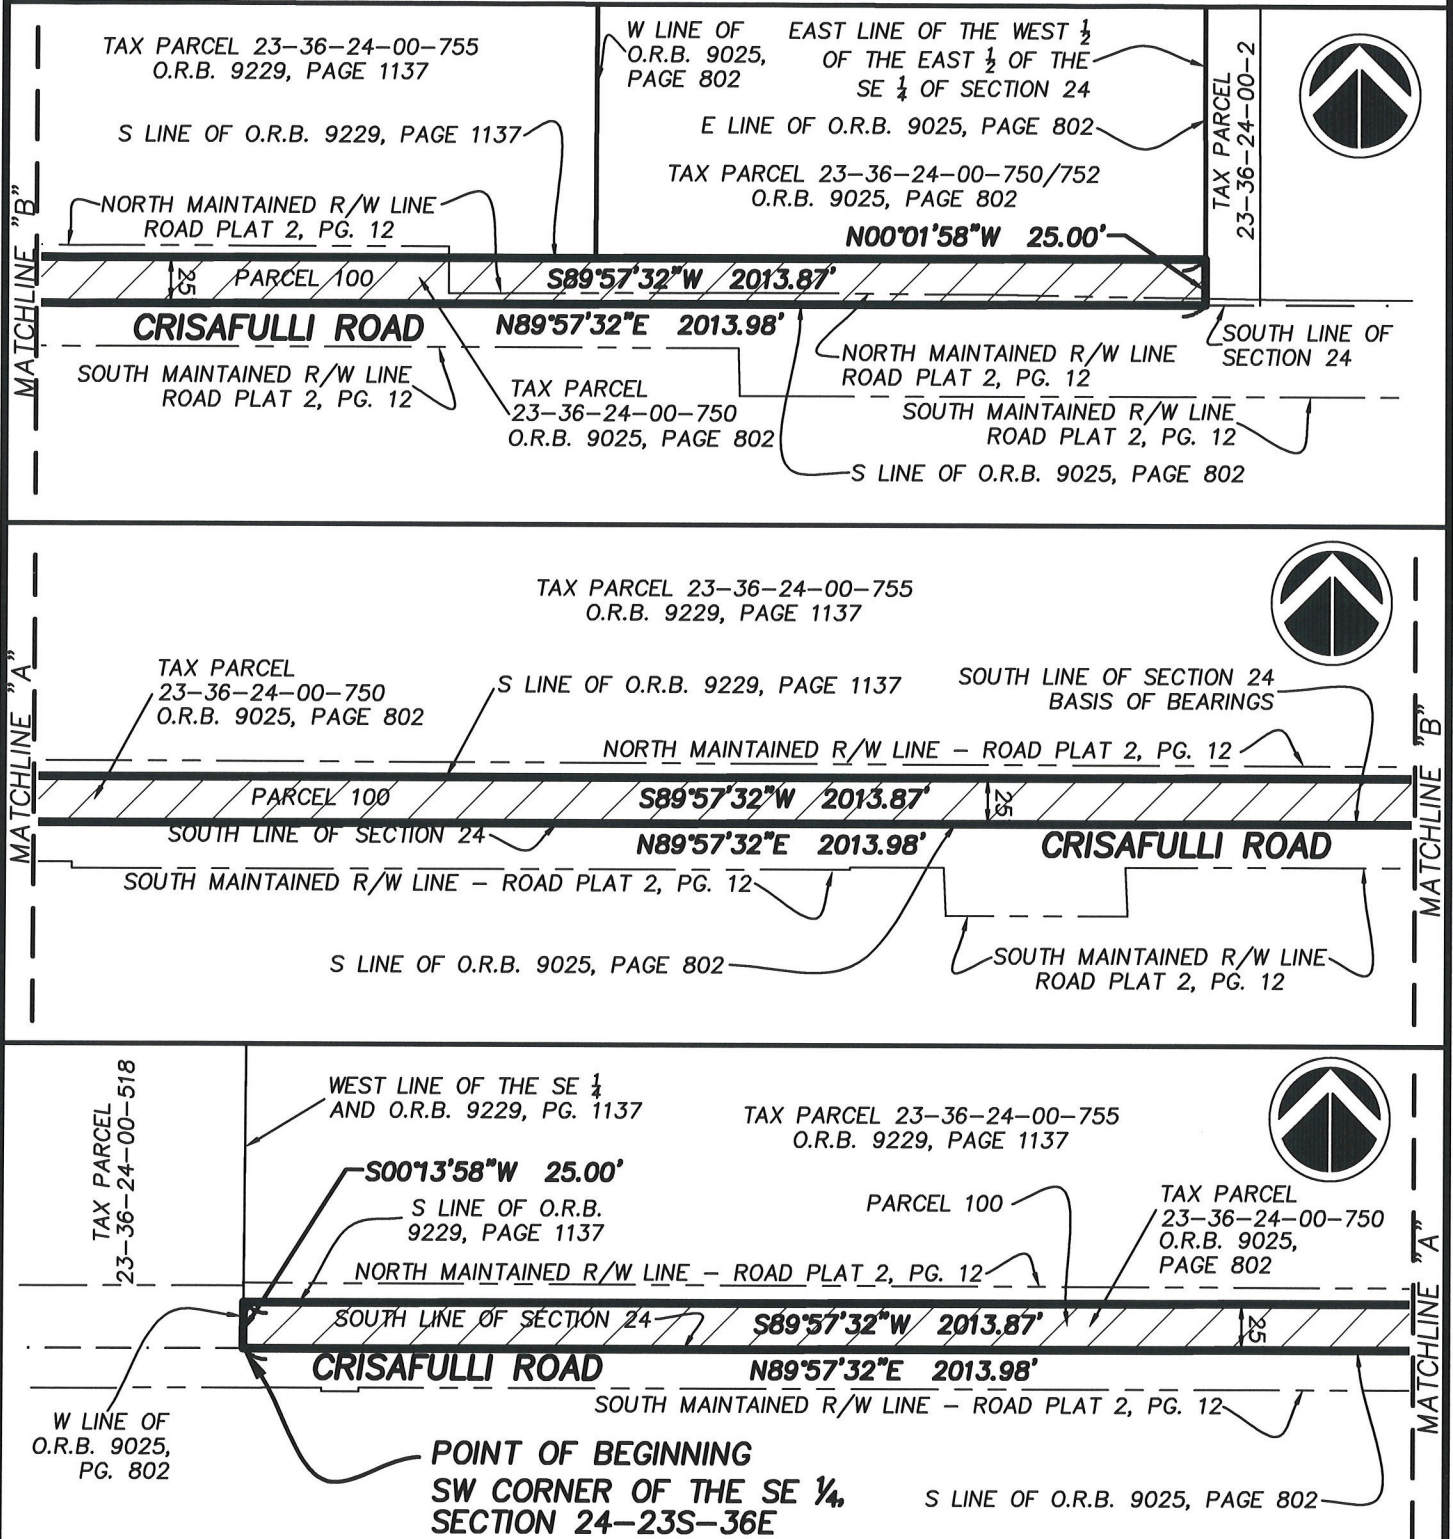 TAX PARCEL 23-36-24-00-755
O.R.B. 9229, PAGE 1137
W LINE OF
O.R.B. 9025,
PAGE 802
EAST LINE OF THE WEST ½
OF THE EAST ½ OF THE
SE ¼ OF SECTION 24
S LINE OF O.R.B. 9229, PAGE 1137
E LINE OF O.R.B. 9025, PAGE 802
TAX PARCEL
23-36-24-00-2
TAX PARCEL 23-36-24-00-750/752
O.R.B. 9025, PAGE 802
MATCHLINE "B"
NORTH MAINTAINED R/W LINE
ROAD PLAT 2, PG. 12
N00°01'58"W 25.00'
25
PARCEL 100
S89°57'32"W 2013.87'
CRISAFULLI ROAD
N89°57'32"E 2013.98'
SOUTH LINE OF
SECTION 24
NORTH MAINTAINED R/W LINE
ROAD PLAT 2, PG. 12
SOUTH MAINTAINED R/W LINE
ROAD PLAT 2, PG. 12
TAX PARCEL
23-36-24-00-750
O.R.B. 9025, PAGE 802
SOUTH MAINTAINED R/W LINE
ROAD PLAT 2, PG. 12
S LINE OF O.R.B. 9025, PAGE 802
TAX PARCEL 23-36-24-00-755
O.R.B. 9229, PAGE 1137
MATCHLINE "A"
TAX PARCEL
23-36-24-00-750
O.R.B. 9025, PAGE 802
S LINE OF O.R.B. 9229, PAGE 1137
SOUTH LINE OF SECTION 24
BASIS OF BEARINGS
MATCHLINE "B"
NORTH MAINTAINED R/W LINE - ROAD PLAT 2, PG. 12
PARCEL 100
S89°57'32"W 2013.87'
25
SOUTH LINE OF SECTION 24
N89°57'32"E 2013.98'
CRISAFULLI ROAD
SOUTH MAINTAINED R/W LINE - ROAD PLAT 2, PG. 12
S LINE OF O.R.B. 9025, PAGE 802
SOUTH MAINTAINED R/W LINE
ROAD PLAT 2, PG. 12
TAX PARCEL
23-36-24-00-518
WEST LINE OF THE SE ¼
AND O.R.B. 9229, PG. 1137
TAX PARCEL 23-36-24-00-755
O.R.B. 9229, PAGE 1137
S00°13'58"W 25.00'
S LINE OF O.R.B.
9229, PAGE 1137
PARCEL 100
TAX PARCEL
23-36-24-00-750
O.R.B. 9025,
PAGE 802
MATCHLINE "A"
NORTH MAINTAINED R/W LINE - ROAD PLAT 2, PG. 12
SOUTH LINE OF SECTION 24
S89°57'32"W 2013.87'
25
CRISAFULLI ROAD
N89°57'32"E 2013.98'
SOUTH MAINTAINED R/W LINE - ROAD PLAT 2, PG. 12
W LINE OF
O.R.B. 9025,
PG. 802
POINT OF BEGINNING
SW CORNER OF THE SE ¼,
SECTION 24-23S-36E
S LINE OF O.R.B. 9025, PAGE 802